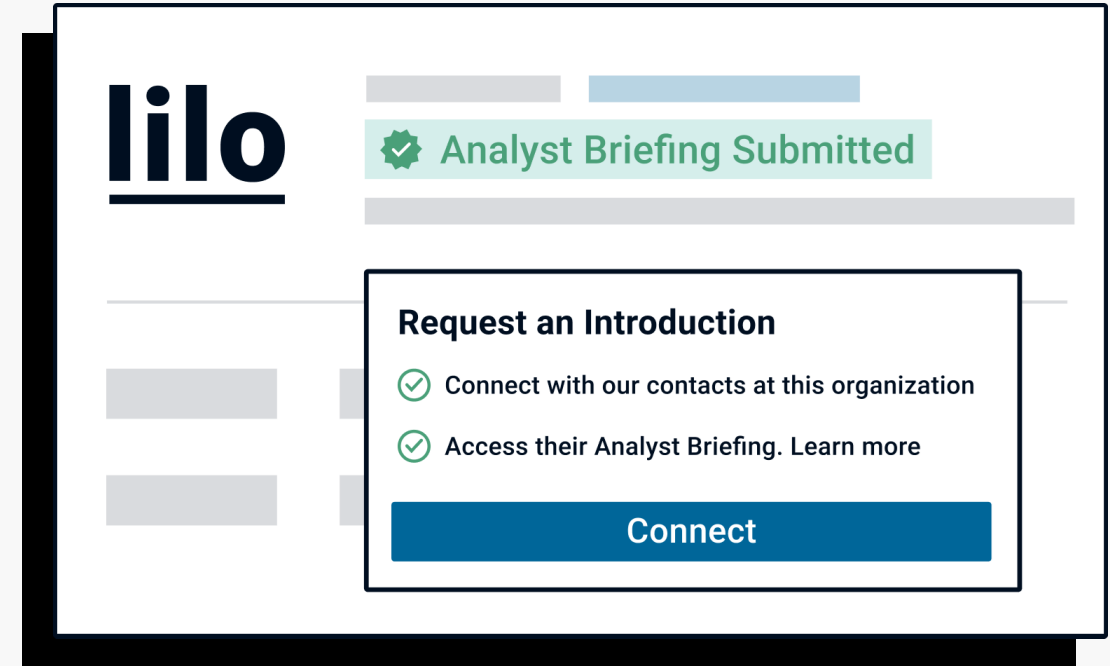 lilo
Analyst Briefing Submitted
Request an Introduction
Connect with our contacts at this organization
Access their Analyst Briefing. Learn more
Connect